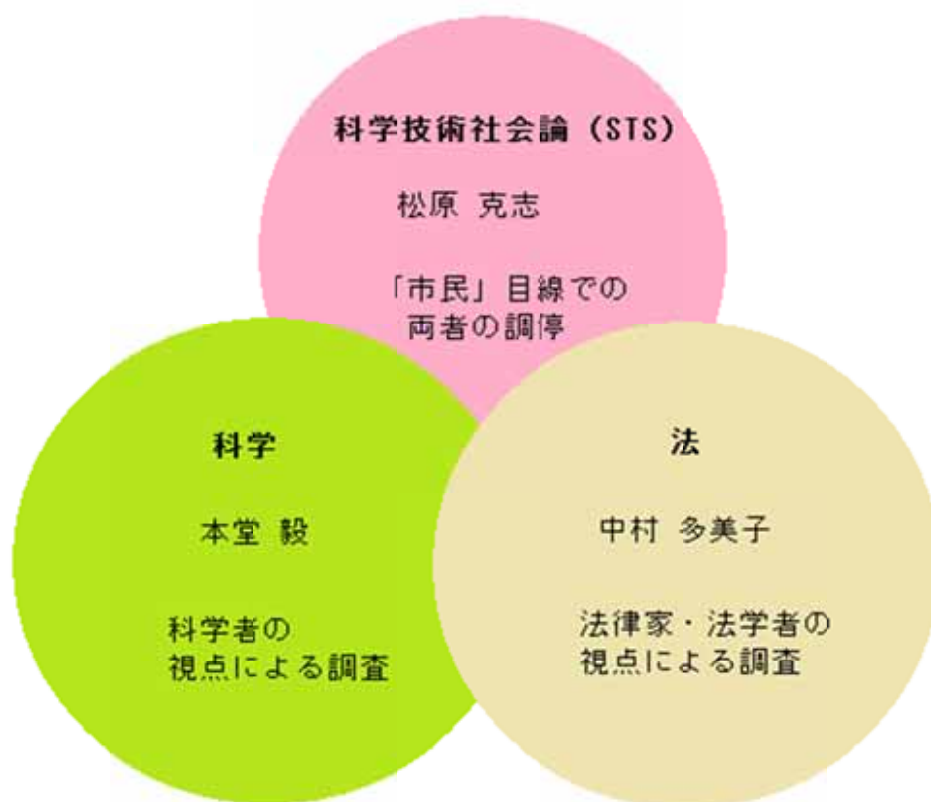 科学技術社会論（STS）
松原 克志
「市民」目線での
両者の調停
科学
本堂 毅
科学者の
視点による調査
法
中村 多美子
法律家・法学者の
視点による調査